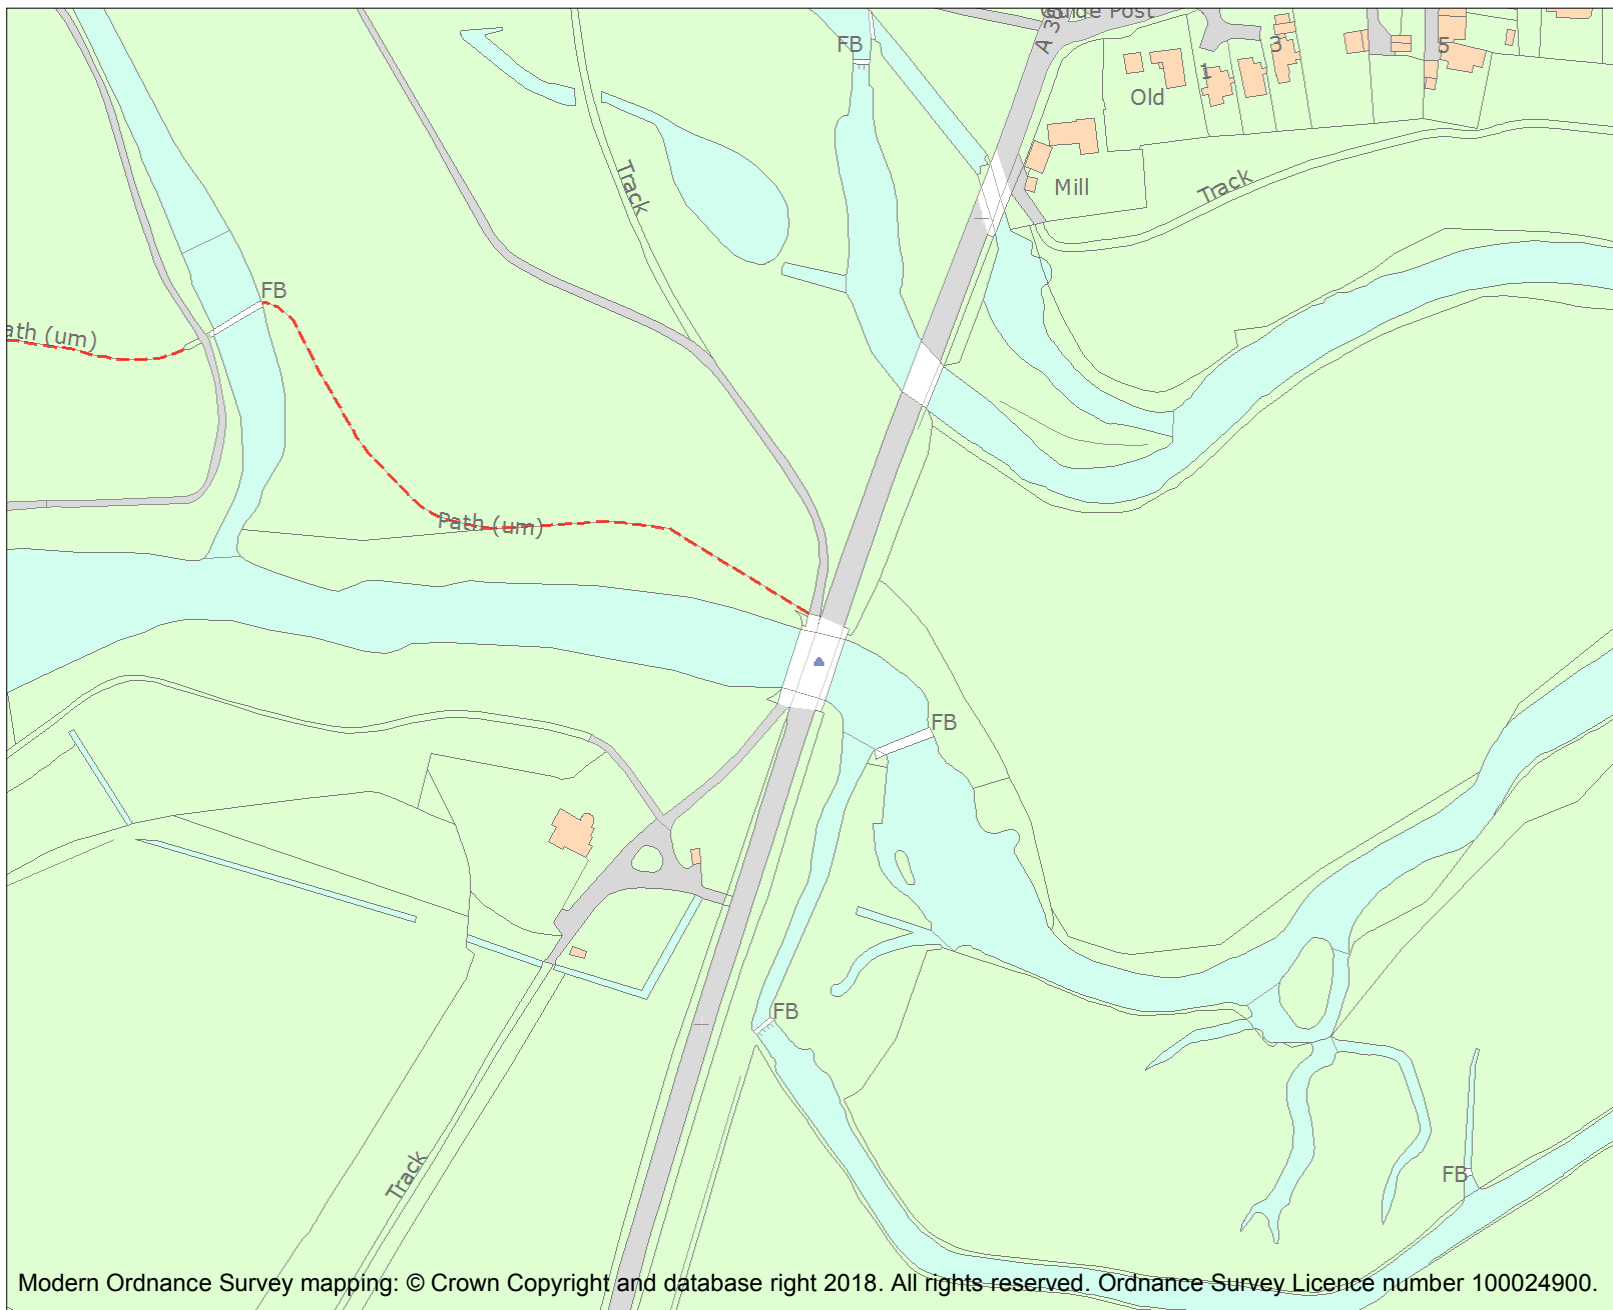 Guide Post
A 3
FB
3
5
1
Old
Track
Mill
Track
FB
ath (um)
Path (um)
FB
FB
Track
FB
Modern Ordnance Survey mapping: © Crown Copyright and database right 2018. All rights reserved. Ordnance Survey Licence number 100024900.